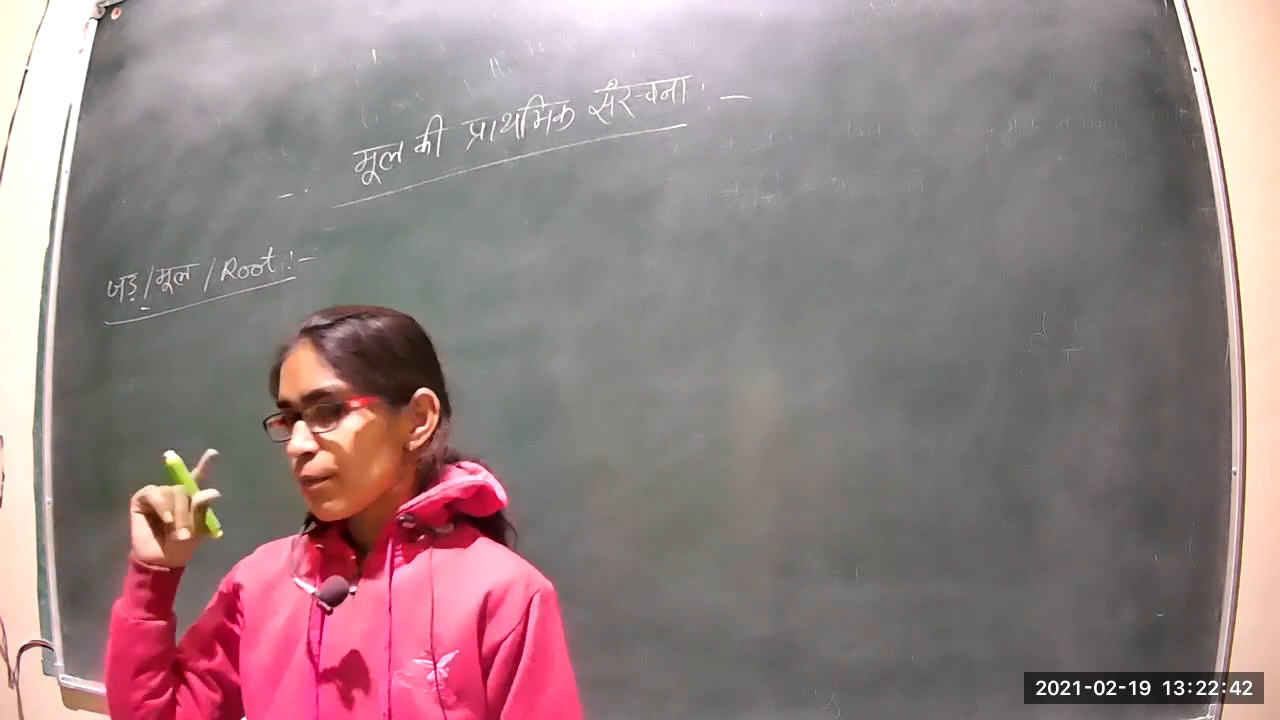 मूल की प्राथमिक संरचना :-
जड़/मूल/Root :-
2021-02-19 13:22:42